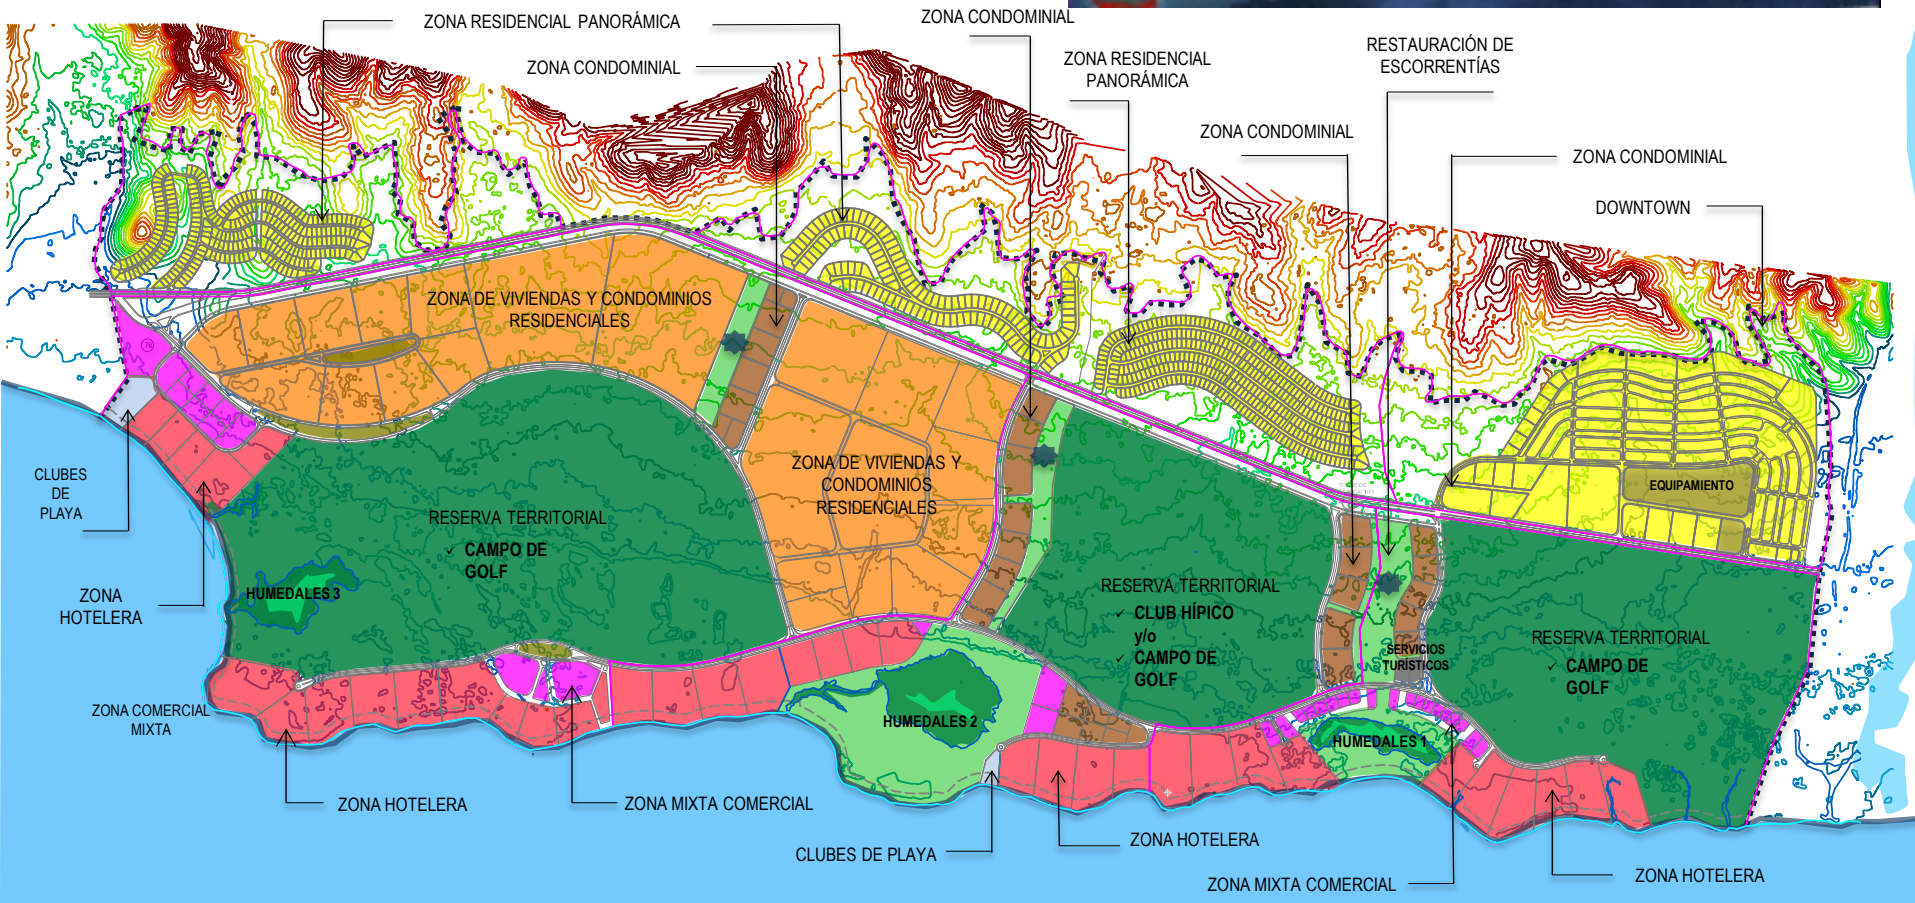 ZONA RESIDENCIAL PANORÁMICA
ZONA CONDOMINIAL
ZONA CONDOMINIAL
ZONA RESIDENCIAL
PANORÁMICA
RESTAURACIÓN DE
ESCORRENTÍAS
ZONA CONDOMINIAL
ZONA CONDOMINIAL
DOWNTOWN
ZONA DE VIVIENDAS Y CONDOMINIOS
RESIDENCIALES
ZONA DE VIVIENDAS Y
CONDOMINIOS
RESIDENCIALES
EQUIPAMIENTO
CLUBES
DE
PLAYA
RESERVA TERRITORIAL
✓ CAMPO DE
GOLF
ZONA
HOTELERA
HUMEDALES 3
RESERVA TERRITORIAL
✓ CLUB HÍPICO
y/o
✓ CAMPO DE
GOLF
SERVICIOS
TURÍSTICOS
RESERVA TERRITORIAL
✓ CAMPO DE
GOLF
ZONA COMERCIAL
MIXTA
HUMEDALES 2
HUMEDALES 1
ZONA HOTELERA
ZONA MIXTA COMERCIAL
CLUBES DE PLAYA
ZONA HOTELERA
ZONA MIXTA COMERCIAL
ZONA HOTELERA